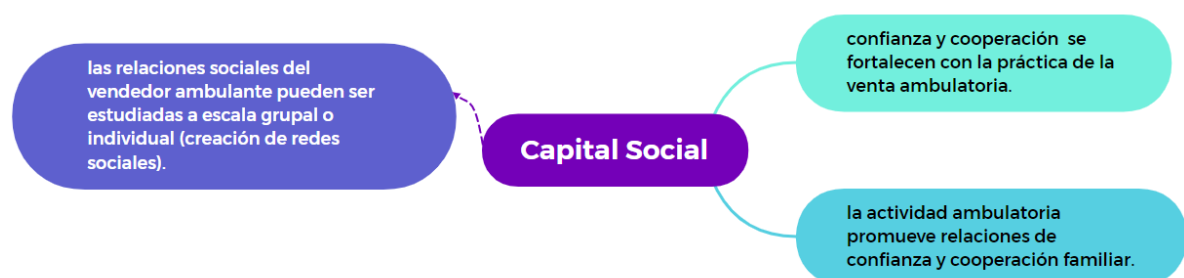 las relaciones sociales del
vendedor ambulante pueden ser
estudiadas a escala grupal o
individual (creación de redes
sociales).
Capital Social
confianza y cooperación se
fortalecen con la práctica de la
venta ambulatoria.
la actividad ambulatoria
promueve relaciones de
confianza y cooperación familiar.